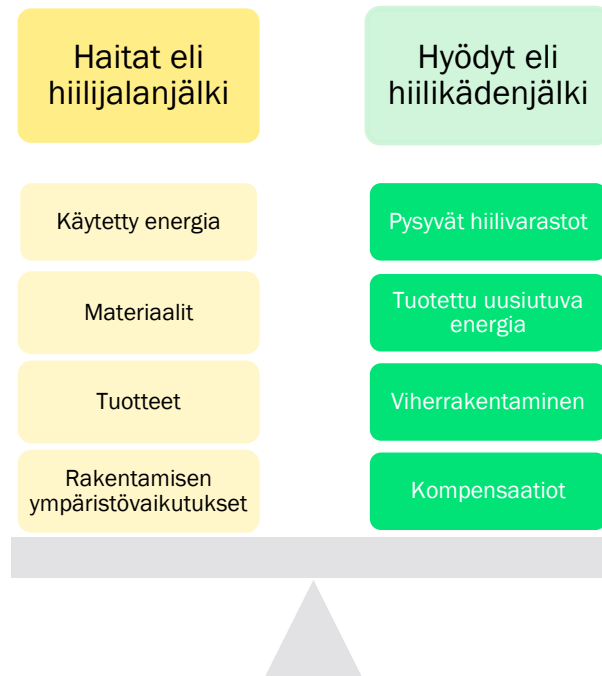 Haitat eli
hiilijalanjälki
Hyödyt eli
hiilikädenjälki
Käytetty energia
Pysyvät hiilivarastot
Materiaalit
Tuotettu uusiutuva
energia
Tuotteet
Viherrakentaminen
Rakentamisen
ympäristövaikutukset
Kompensaatiot